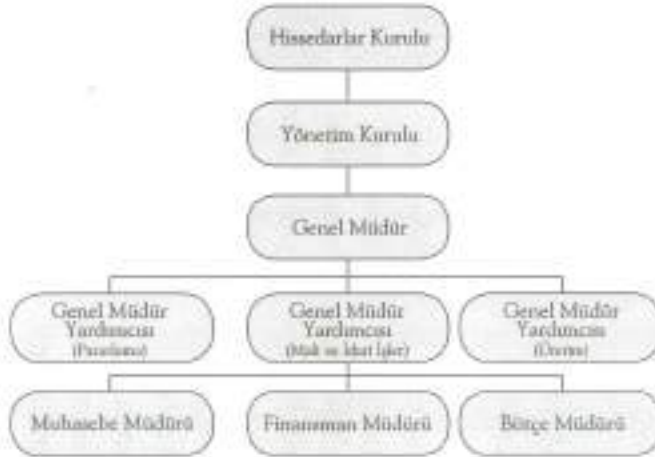 Hissedarlar Kurulu
Yönetim Kurulu
Genel Müdür
Genel Müdür
Yardımcısı
(Pazarlama)
Genel Müdür
Yardımcısı
(Mali ve İdari İşler)
Genel Müdür
Yardımcısı
(Üretim)
Muhasebe Müdürü
Finansman Müdürü
Bütçe Müdürü